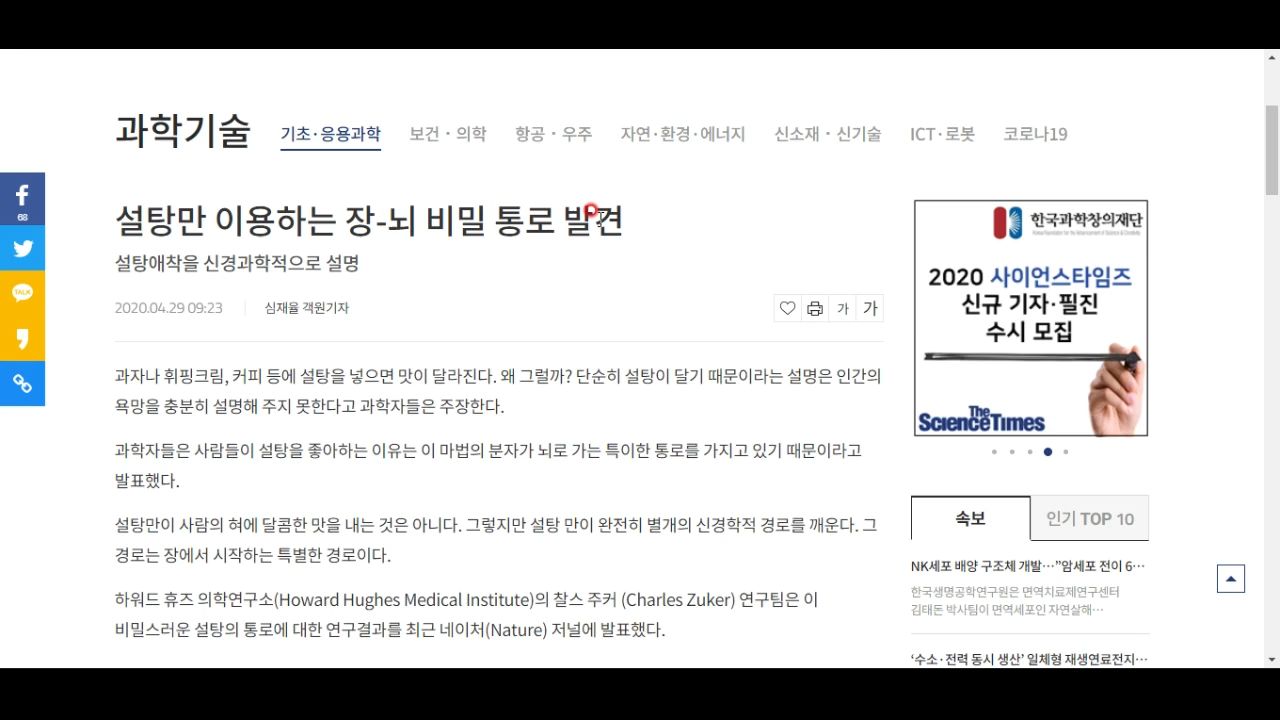 과학기술
기초·응용과학
보건·의학
항공·우주
자연·환경·에너지
신소재·신기술
ICT·로봇
코로나19
68
TALK
설탕만 이용하는 장-뇌 비밀 통로 발견
설탕애착을 신경과학적으로 설명
2020.04.29 09:23
심재율 객원기자
가 가
과자나 휘핑크림, 커피 등에 설탕을 넣으면 맛이 달라진다. 왜 그럴까? 단순히 설탕이 달기 때문이라는 설명은 인간의
욕망을 충분히 설명해 주지 못한다고 과학자들은 주장한다.
과학자들은 사람들이 설탕을 좋아하는 이유는 이 마법의 분자가 뇌로 가는 특이한 통로를 가지고 있기 때문이라고
발표했다.
설탕만이 사람의 혀에 달콤한 맛을 내는 것은 아니다. 그렇지만 설탕 만이 완전히 별개의 신경학적 경로를 깨운다. 그
경로는 장에서 시작하는 특별한 경로이다.
하워드 휴즈 의학연구소(Howard Hughes Medical Institute)의 찰스 주커 (Charles Zuker) 연구팀은 이
비밀스러운 설탕의 통로에 대한 연구결과를 최근 네이처(Nature) 저널에 발표했다.
한국과학창의재단
2020 사이언스타임즈
신규 기자·필진
수시 모집
The
ScienceTimes
속보
인기 TOP 10
NK세포 배양 구조체 개발…”암세포 전이 6…
한국생명공학연구원은 면역치료제연구센터
김태돈 박사팀이 면역세포인 자연살해…
‘수소·전력 동시 생산’ 일체형 재생연료전지…